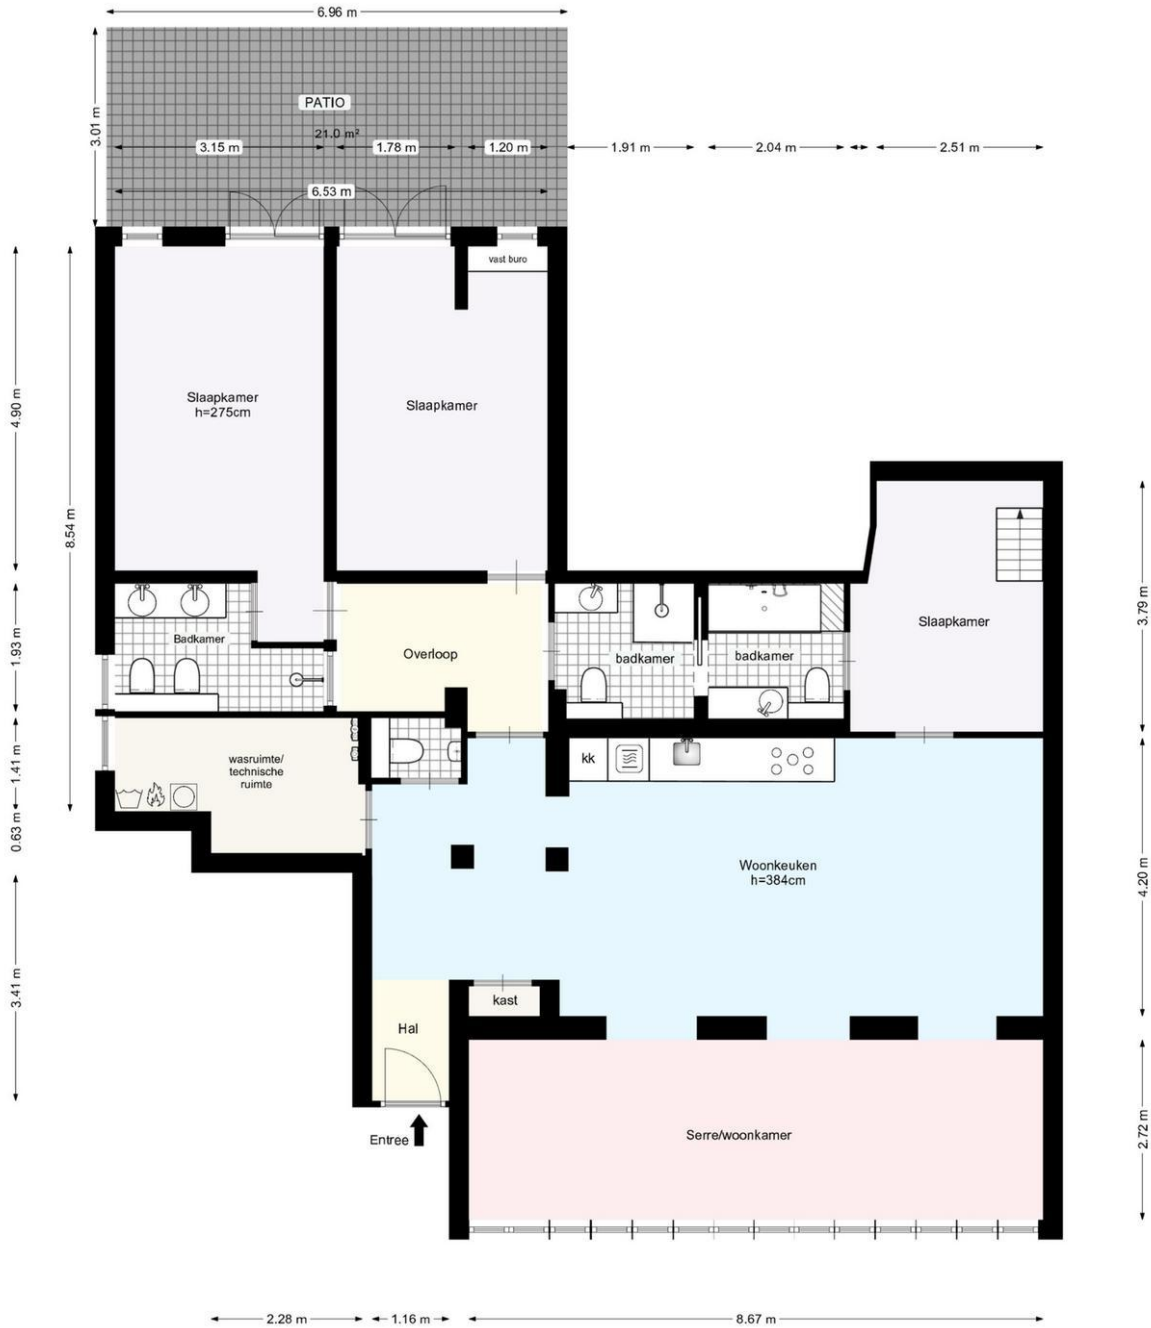 6.96 m
3.01 m
PATIO
21.0 m²
3.15 m
1.78 m
1.20 m
1.91 m
2.04 m
2.51 m
6.53 m
vast buro
4.90 m
8.54 m
Slaapkamer
h=275cm
Slaapkamer
3.79 m
1.93 m
Badkamer
Overloop
badkamer
badkamer
Slaapkamer
1.41 m
wasruimte/
technische
ruimte
kk
0.63 m
Woonkeuken
h=384cm
4.20 m
3.41 m
kast
Hal
Entree
Serre/woonkamer
2.72 m
2.28 m
1.16 m
8.67 m